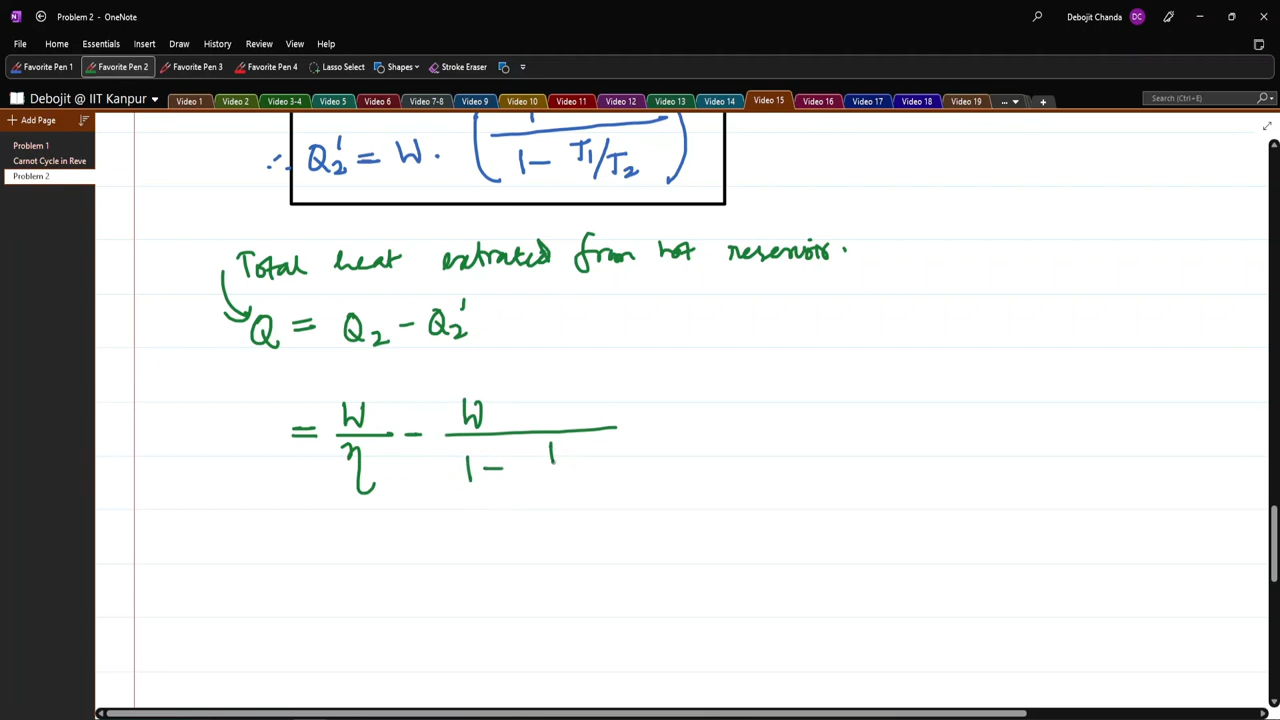 Problem 2 - OneNote
Debojit Chanda DC
File Home Essentials Insert Draw History Review View Help
Favorite Pen 1 Favorite Pen 2 Favorite Pen 3 Favorite Pen 4 Lasso Select Shapes Stroke Eraser
Debojit @ IIT Kanpur
Video 1 Video 2 Video 3-4 Video 5 Video 6 Video 7-8 Video 9 Video 10 Video 11 Video 12 Video 13 Video 14 Video 15 Video 16 Video 17 Video 18 Video 19 ... +
Search (Ctrl+E)
+ Add Page
Problem 1
Carnot Cycle in Reve
Problem 2
∴ Q₂' = W . ( 1 / (1 - T₁/T₂) )
Total heat extrated from hot reservoir.
Q = Q₂ - Q₂'
= W/η - W/(1 - 1